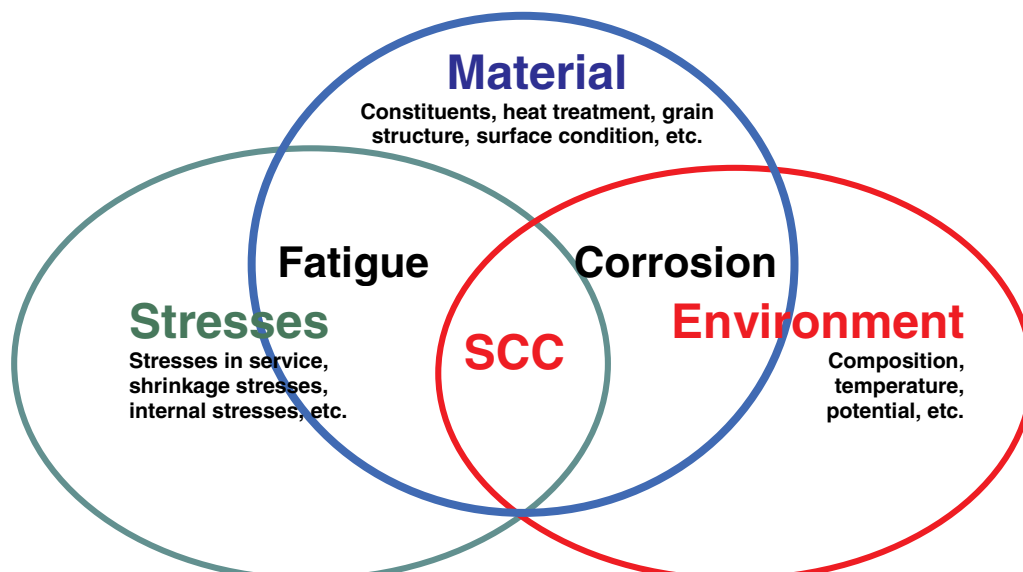 Material
Constituents, heat treatment, grain
structure, surface condition, etc.
Fatigue
Corrosion
Stresses
Stresses in service,
shrinkage stresses,
internal stresses, etc.
SCC
Environment
Composition,
temperature,
potential, etc.